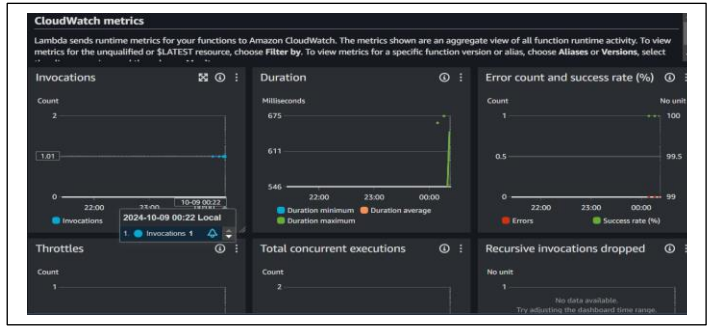 CloudWatch metrics
Lambda sends runtime metrics for your functions to Amazon CloudWatch. The metrics shown are an aggregate view of all function runtime activity. To view
metrics for the unqualified or $LATEST resource, choose Filter by. To view metrics for a specific function version or alias, choose Aliases or Versions, select
Invocations
Count
2
1.01
0
22:00 23:00
10-09 00:22
Invocations
2024-10-09 00:22 Local
1. Invocations 1
Duration
Milliseconds
675
611
546
22:00 23:00 00:00
Duration minimum Duration average
Duration maximum
Error count and success rate (%)
Count No unit
1 100
0.5 99.5
0 99
22:00 23:00 00:00
Errors Success rate (%)
Throttles
Count
1
Total concurrent executions
Count
2
Recursive invocations dropped
No unit
1
No data available.
Try adjusting the dashboard time range.